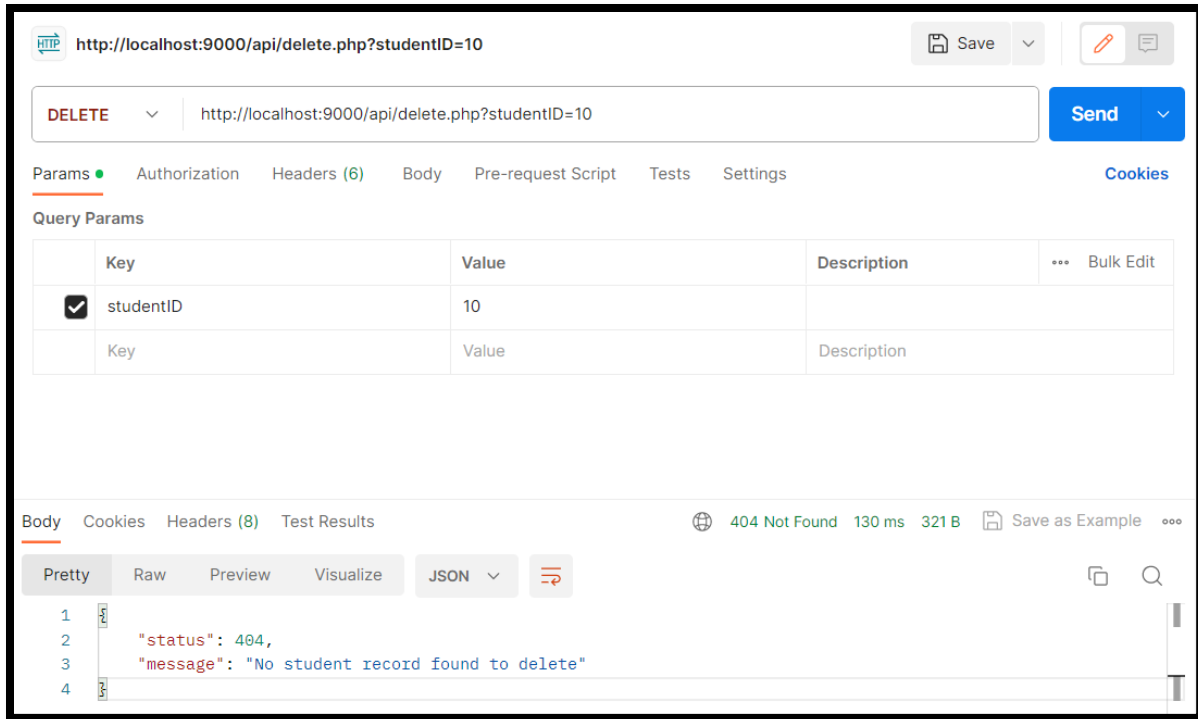 HTTP http://localhost:9000/api/delete.php?studentID=10 Save
DELETE http://localhost:9000/api/delete.php?studentID=10 Send
Params Authorization Headers (6) Body Pre-request Script Tests Settings Cookies
Query Params
Key Value Description ooo Bulk Edit
studentID 10
Key Value Description
Body Cookies Headers (8) Test Results 404 Not Found 130 ms 321 B Save as Example ooo
Pretty Raw Preview Visualize JSON
1 {
2 "status": 404,
3 "message": "No student record found to delete"
4 }